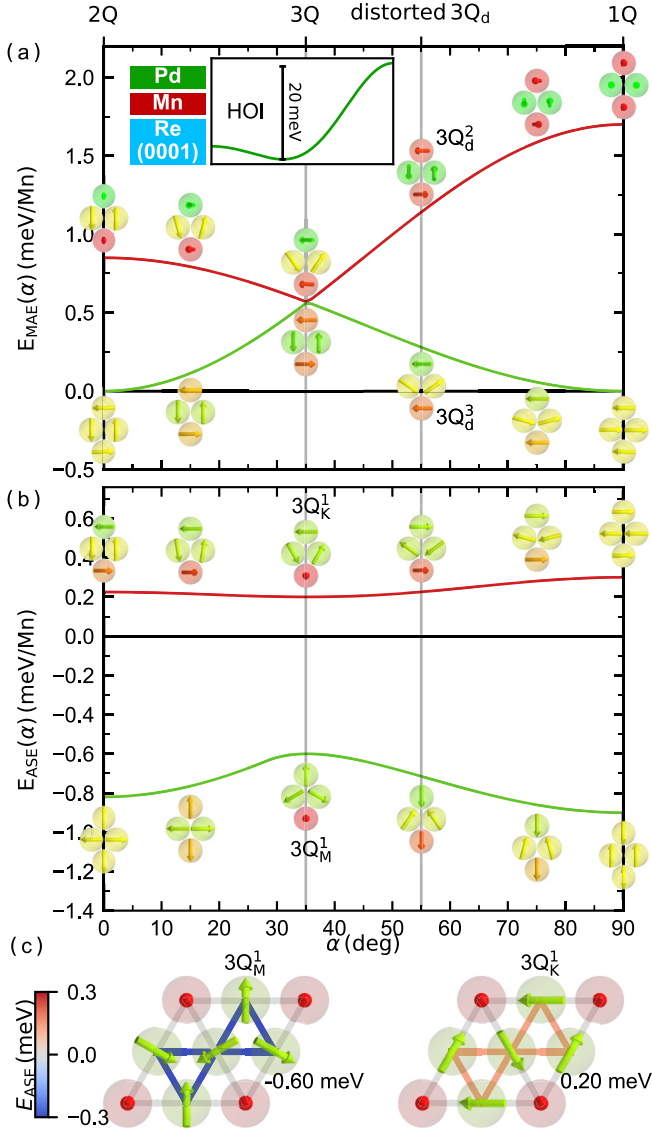 2Q 3Q distorted 3Q_d 1Q
(a)
Pd
Mn
Re
(0001)
HOI
20 meV
3Q_d^2
3Q_d^3
E_MAE(α) (meV/Mn)
2.0
1.5
1.0
0.5
0.0
−0.5
(b)
3Q_K^1
E_ASE(α) (meV/Mn)
0.6
0.4
0.2
0.0
−0.2
−0.4
−0.6
−0.8
−1.0
−1.2
−1.4
3Q_M^1
0 10 20 30 40 50 60 70 80 90
α (deg)
(c)
3Q_M^1 3Q_K^1
E_ASE (meV)
0.3
0.0
−0.3
-0.60 meV
0.20 meV